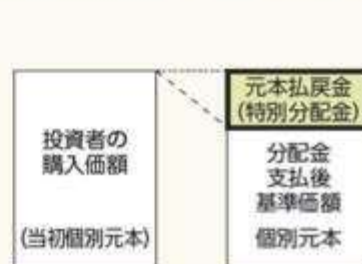 投資者の
購入価額
(当初個別元本)
元本払戻金
(特別分配金)
分配金
支払後
基準価額
個別元本